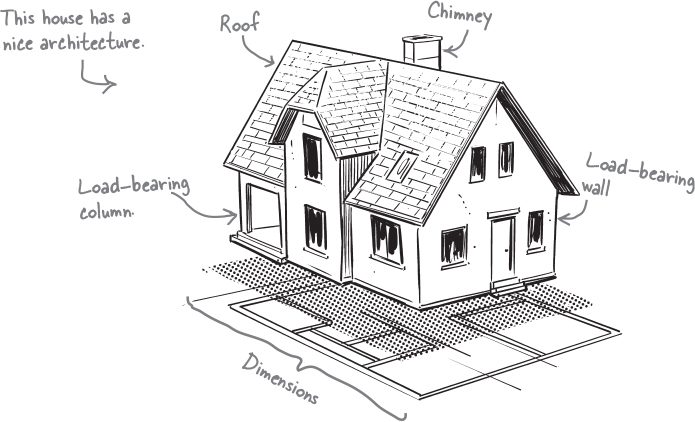 This house has a
nice architecture.
Roof
Chimney
Load-bearing
column.
Load-bearing
wall
Dimensions